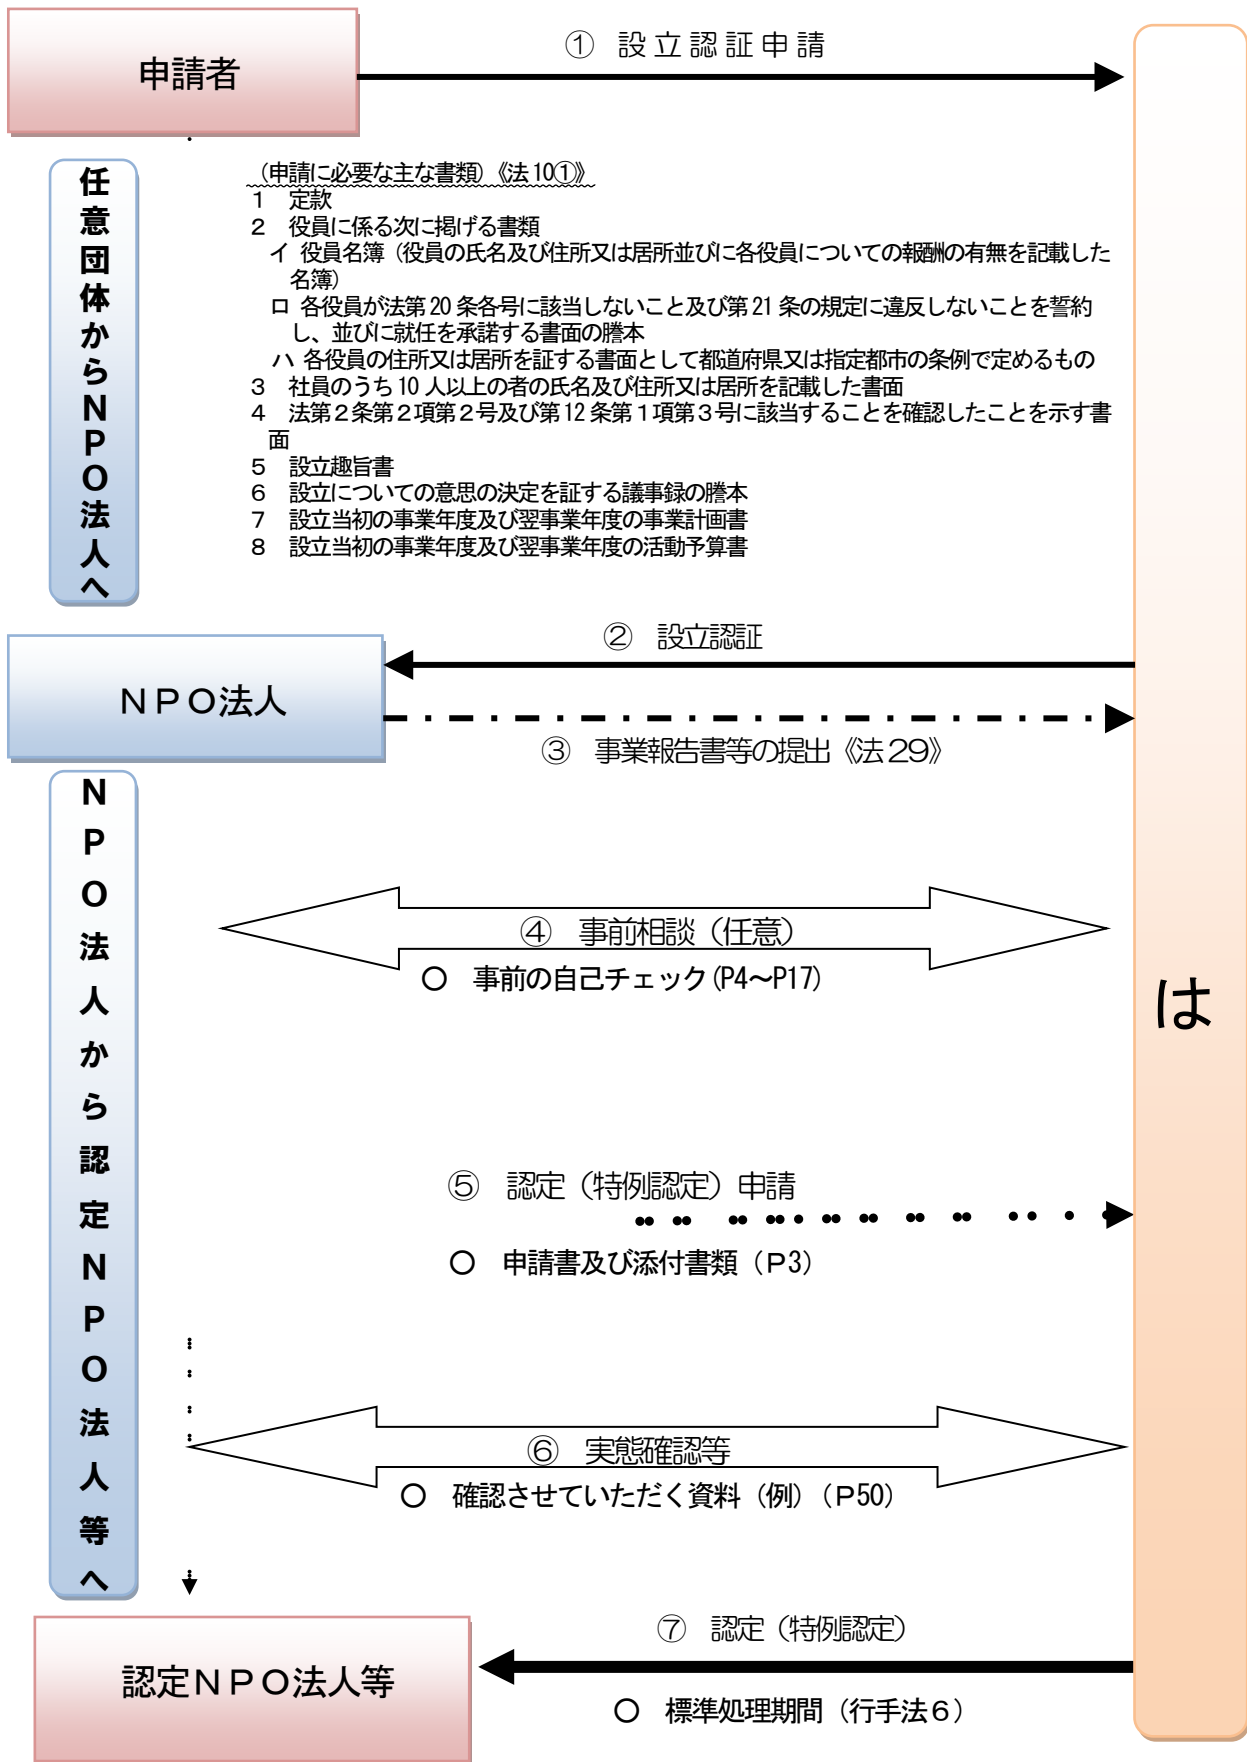 申請者
① 設立認証申請
任意団体からNPO法人へ
(申請に必要な主な書類)《法10①》
1 定款
2 役員に係る次に掲げる書類
イ 役員名簿(役員の氏名及び住所又は居所並びに各役員についての報酬の有無を記載した
名簿)
ロ 各役員が法第20条各号に該当しないこと及び第21条の規定に違反しないことを誓約
し、並びに就任を承諾する書面の謄本
ハ 各役員の住所又は居所を証する書面として都道府県又は指定都市の条例で定めるもの
3 社員のうち10人以上の者の氏名及び住所又は居所を記載した書面
4 法第2条第2項第2号及び第12条第1項第3号に該当することを確認したことを示す書
面
5 設立趣旨書
6 設立についての意思の決定を証する議事録の謄本
7 設立当初の事業年度及び翌事業年度の事業計画書
8 設立当初の事業年度及び翌事業年度の活動予算書
② 設立認証
NPO法人
③ 事業報告書等の提出《法29》
NPO法人から認定NPO法人等へ
④ 事前相談(任意)
○ 事前の自己チェック(P4~P17)
は
⑤ 認定(特例認定)申請
○ 申請書及び添付書類(P3)
⑥ 実態確認等
○ 確認させていただく資料(例)(P50)
⑦ 認定(特例認定)
認定NPO法人等
○ 標準処理期間(行手法6)